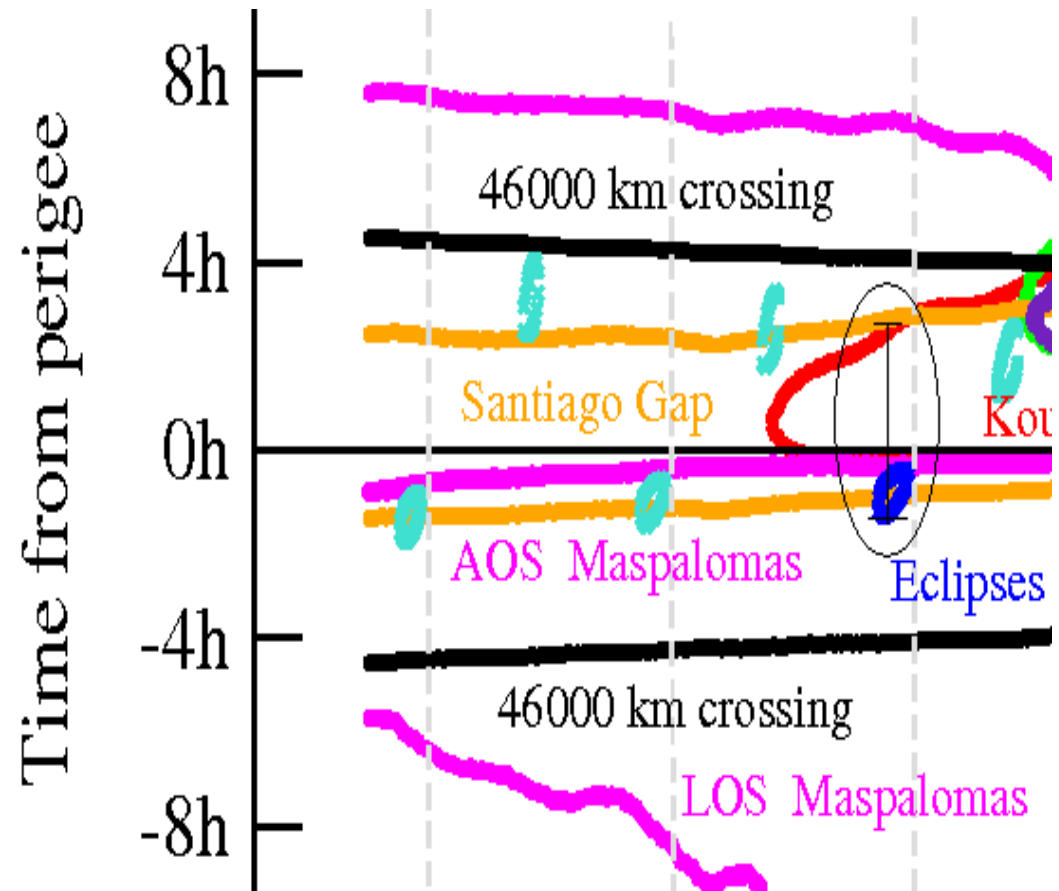 Time from perigee
8h
46000 km crossing
4h
Santiago Gap
Kou
0h
AOS Maspalomas
Eclipses
-4h
46000 km crossing
LOS Maspalomas
-8h